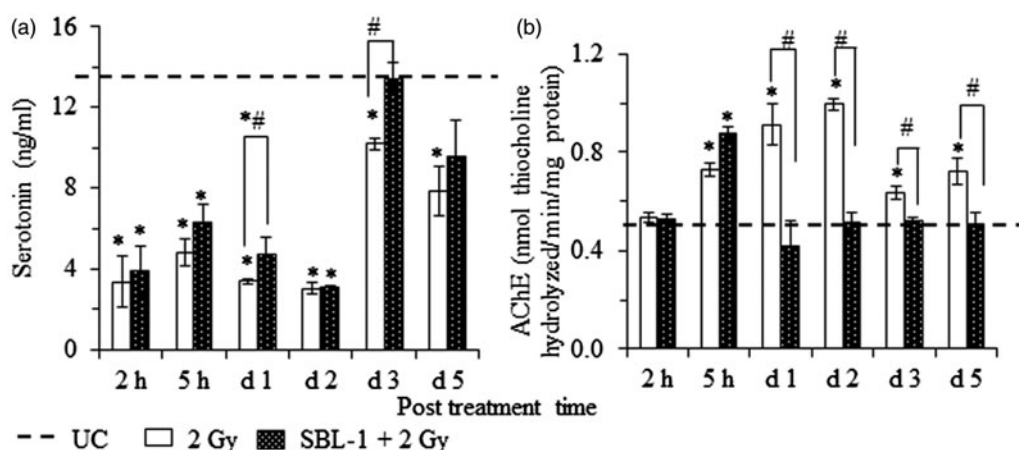 (a)
Serotonin (ng/ml)
16
12
8
4
0
* *
* *
*#
*
* *
#
*
*
2 h 5 h d 1 d 2 d 3 d 5
(b)
AChE (nmol thiocholine
hydrolyzed/min/mg protein)
1.2
0.8
0.4
0.0
* *
#
*
#
*
#
*
#
*
2 h 5 h d 1 d 2 d 3 d 5
Post treatment time
UC 2 Gy SBL-1 + 2 Gy